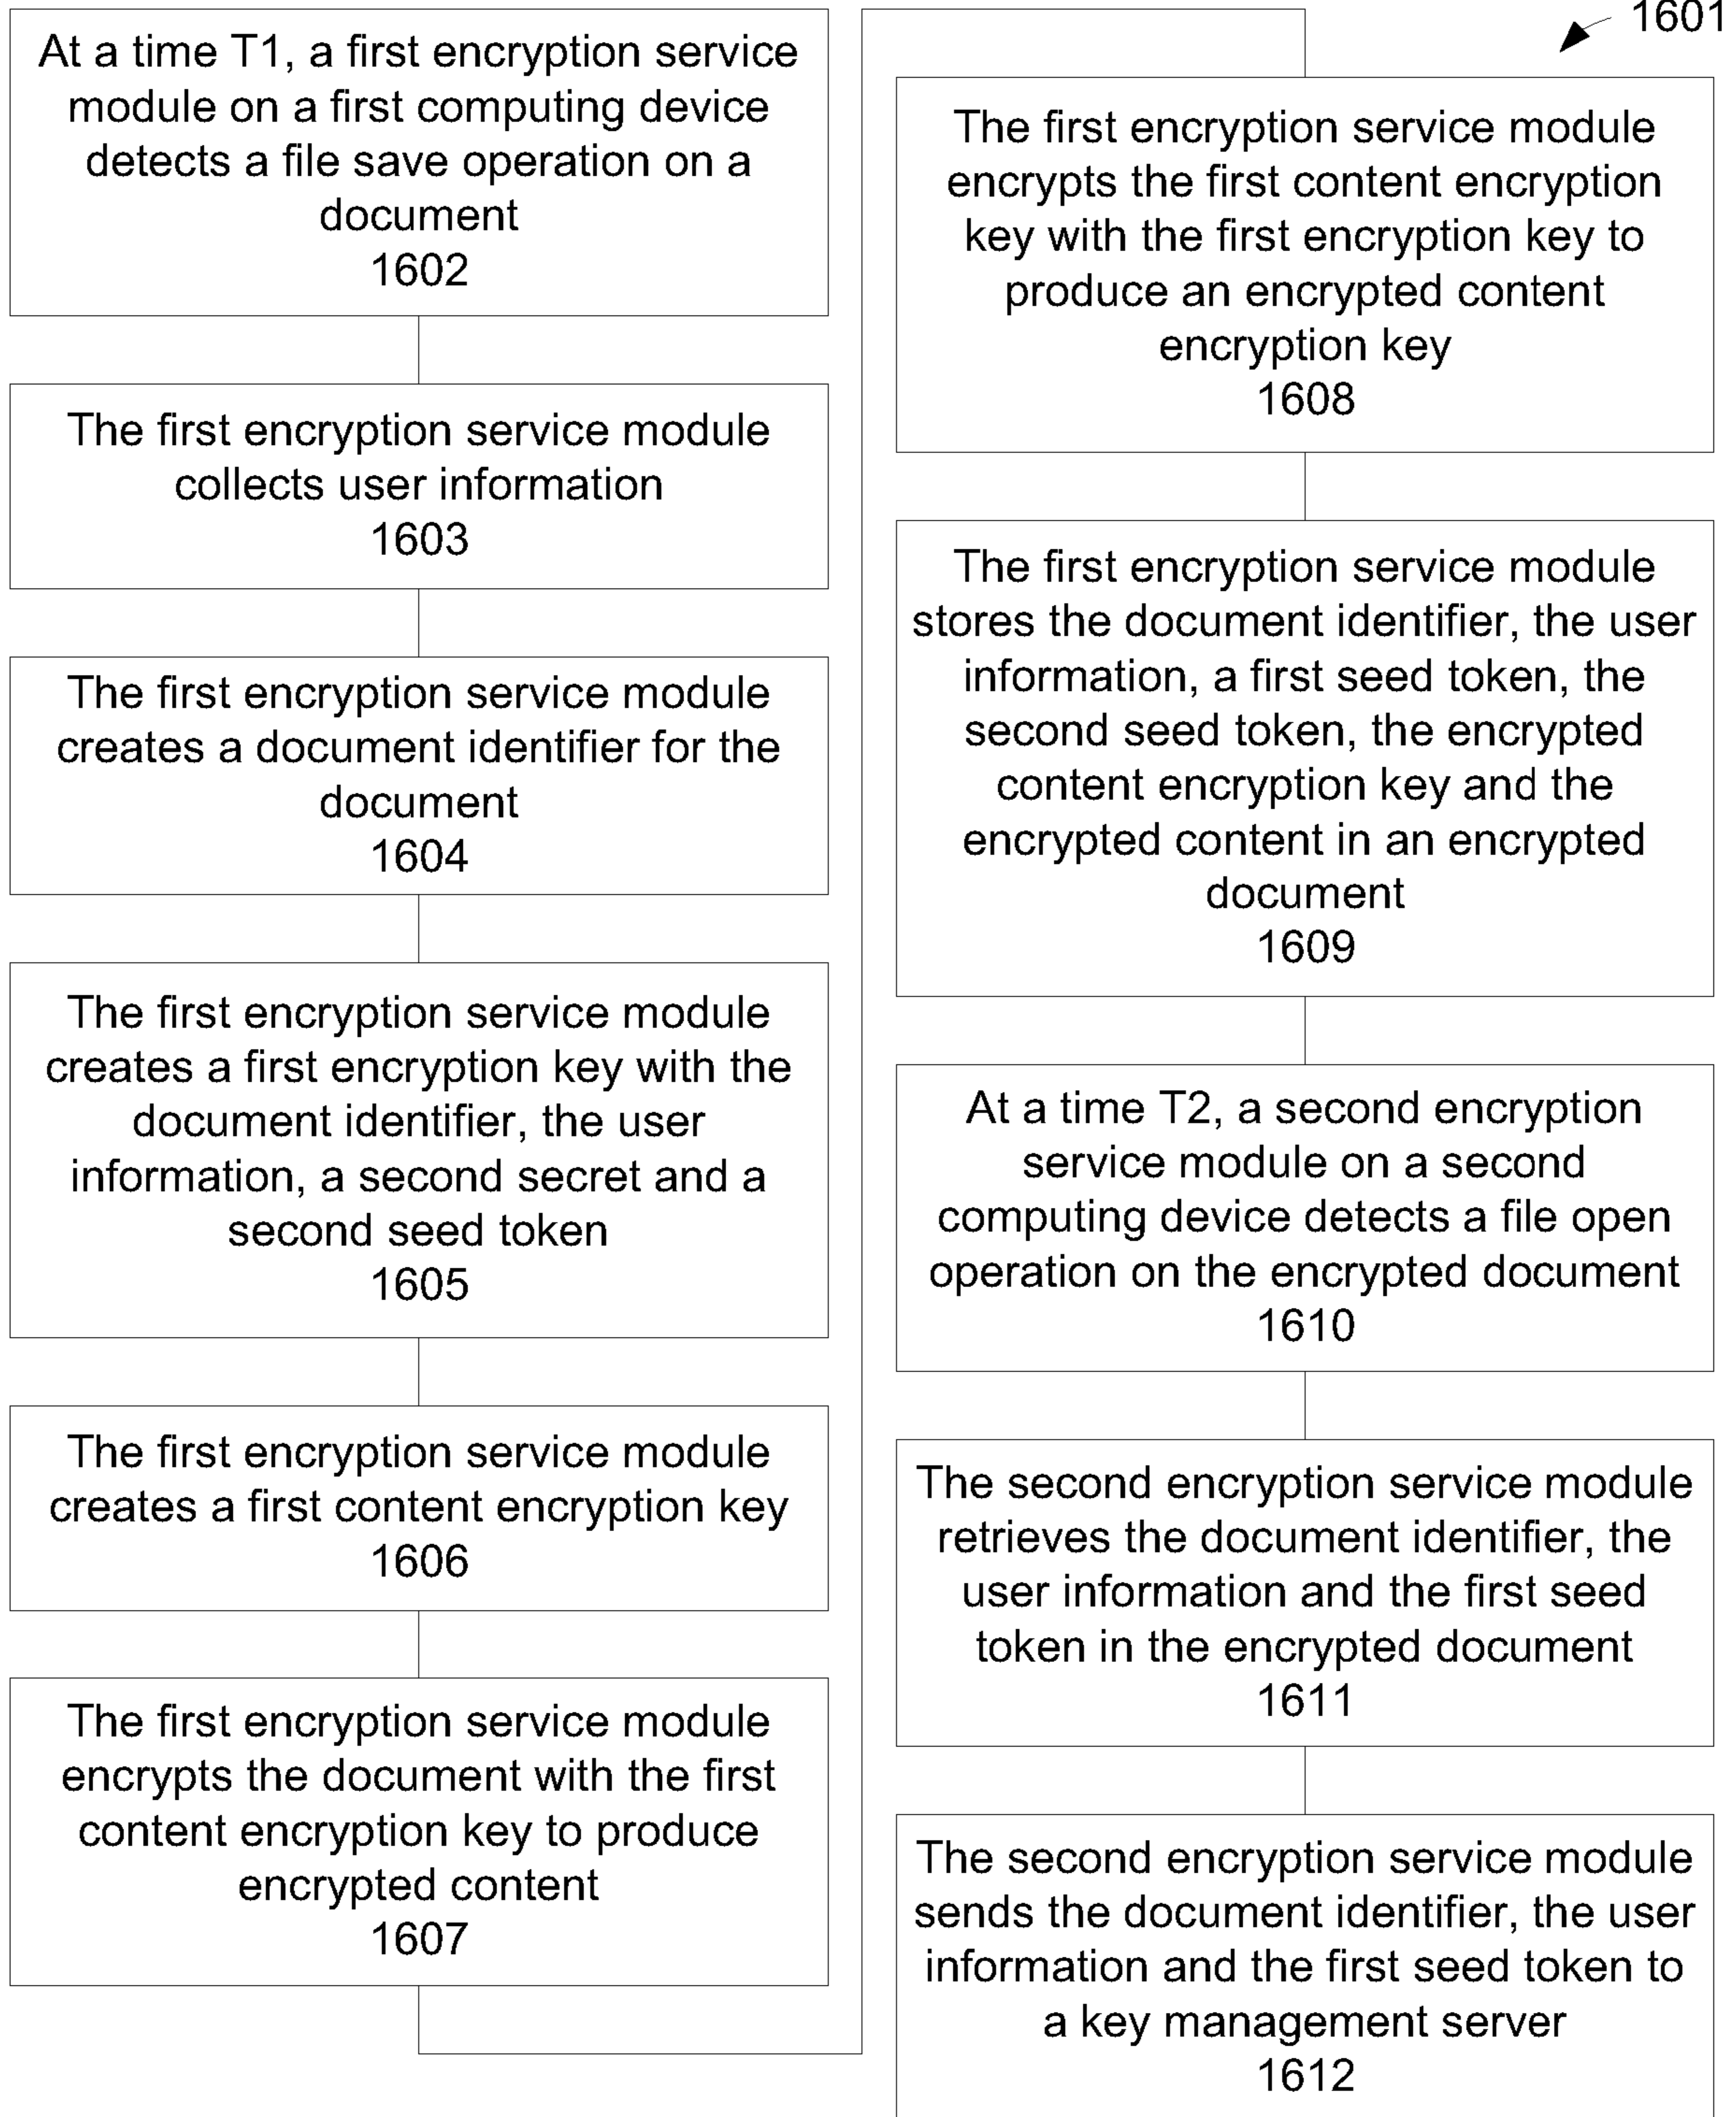 At a time T1, a first encryption service
module on a first computing device
detects a file save operation on a
document
1602
The first encryption service module
collects user information
1603
The first encryption service module
creates a document identifier for the
document
1604
The first encryption service module
creates a first encryption key with the
document identifier, the user
information, a second secret and a
second seed token
1605
The first encryption service module
creates a first content encryption key
1606
The first encryption service module
encrypts the document with the first
content encryption key to produce
encrypted content
1607
1601
The first encryption service module
encrypts the first content encryption
key with the first encryption key to
produce an encrypted content
encryption key
1608
The first encryption service module
stores the document identifier, the user
information, a first seed token, the
second seed token, the encrypted
content encryption key and the
encrypted content in an encrypted
document
1609
At a time T2, a second encryption
service module on a second
computing device detects a file open
operation on the encrypted document
1610
The second encryption service module
retrieves the document identifier, the
user information and the first seed
token in the encrypted document
1611
The second encryption service module
sends the document identifier, the user
information and the first seed token to
a key management server
1612